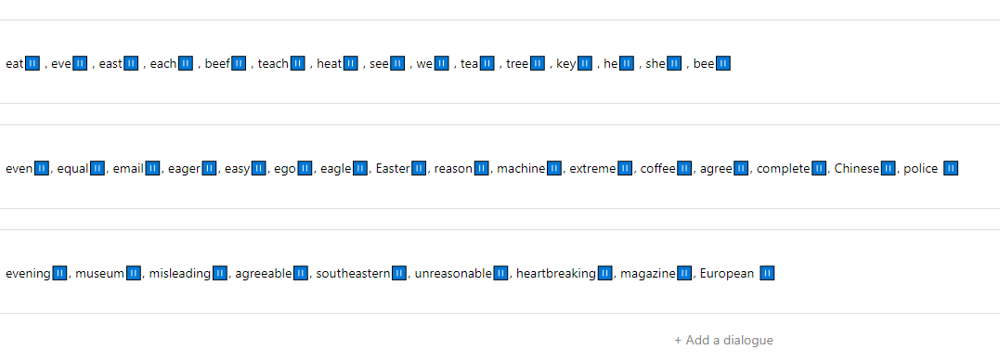 eat , eve , east , each , beef , teach , heat , see , we , tea , tree , key , he , she , bee
even , equal , email , eager , easy , ego , eagle , Easter , reason , machine , extreme , coffee , agree , complete , Chinese , police
evening , museum , misleading , agreeable , southeastern , unreasonable , heartbreaking , magazine , European
+ Add a dialogue